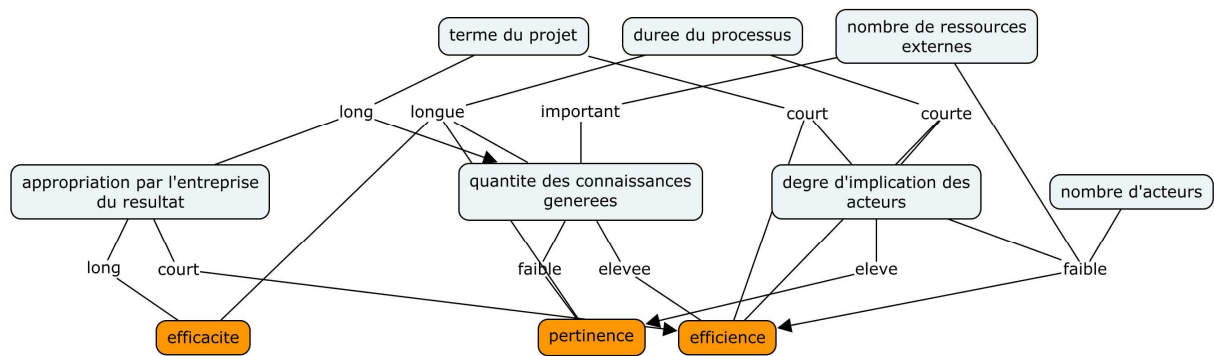 terme du projet
duree du processus
nombre de ressources
externes
long
longue
important
court
courte
appropriation par l'entreprise
du resultat
quantite des connaissances
generees
degre d'implication des
acteurs
nombre d'acteurs
long
court
faible
elevee
eleve
faible
efficacite
pertinence
efficience